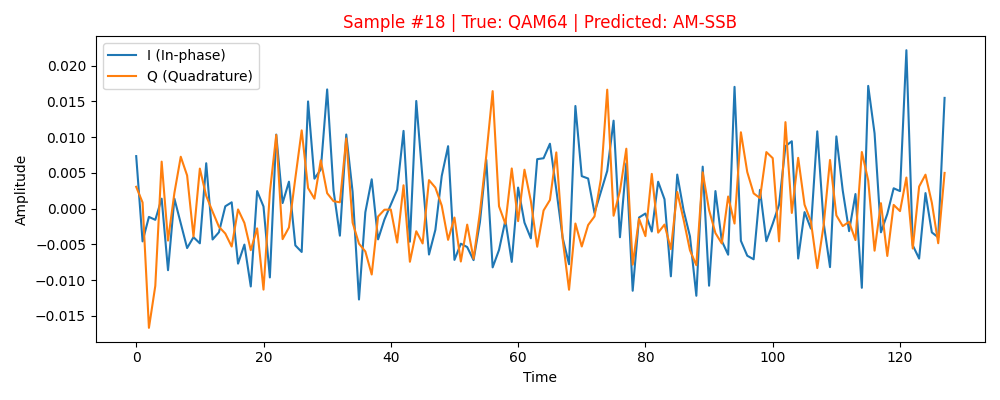 Sample #18 | True: QAM64 | Predicted: AM-SSB
I (In-phase)
Q (Quadrature)
Amplitude
0.020
0.015
0.010
0.005
0.000
−0.005
−0.010
−0.015
0 20 40 60 80 100 120
Time